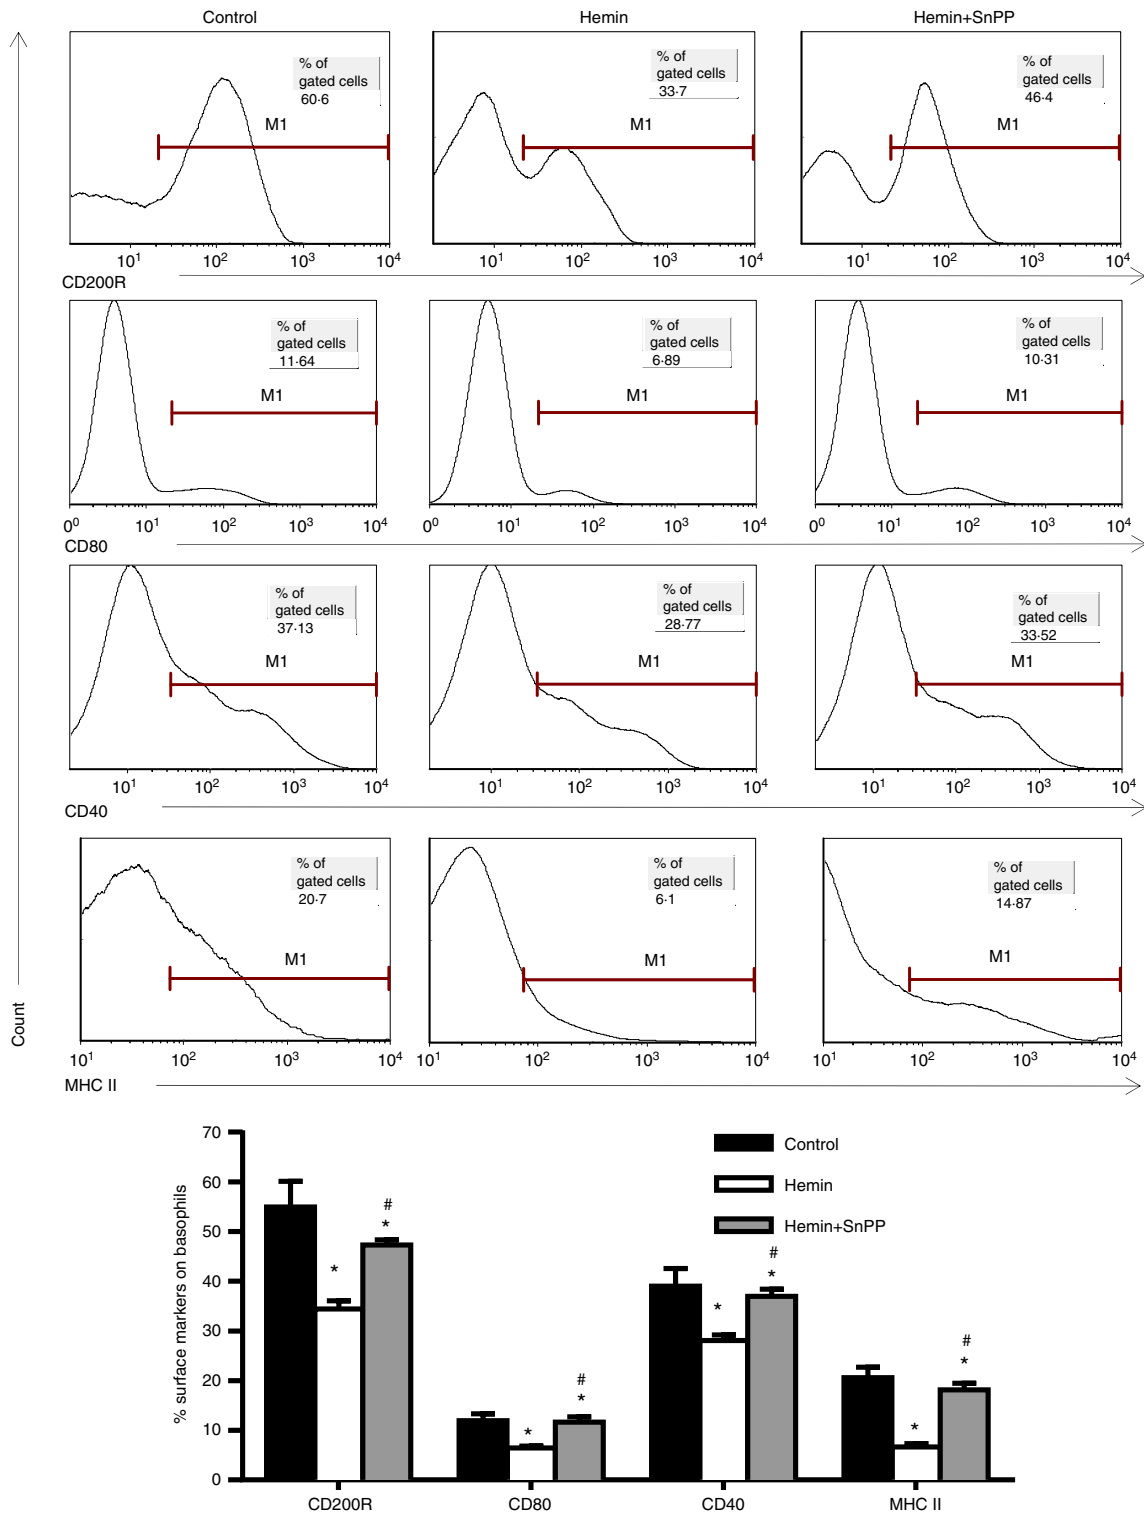 Control Hemin Hemin+SnPP
% of
gated cells
60·6
M1
10¹ 10² 10³ 10⁴
% of
gated cells
33·7
M1
10¹ 10² 10³ 10⁴
% of
gated cells
46·4
M1
10¹ 10² 10³ 10⁴
CD200R
% of
gated cells
11·64
M1
0⁰ 10¹ 10² 10³ 10⁴
% of
gated cells
6·89
M1
0⁰ 10¹ 10² 10³ 10⁴
% of
gated cells
10·31
M1
0⁰ 10¹ 10² 10³ 10⁴
CD80
% of
gated cells
37·13
M1
10¹ 10² 10³ 10⁴
% of
gated cells
28·77
M1
10¹ 10² 10³ 10⁴
% of
gated cells
33·52
M1
10¹ 10² 10³ 10⁴
CD40
% of
gated cells
20·7
M1
10¹ 10² 10³ 10⁴
% of
gated cells
6·1
M1
10¹ 10² 10³ 10⁴
% of
gated cells
14·87
M1
10¹ 10² 10³ 10⁴
MHC II
Count
% surface markers on basophils
70
60
50
40
30
20
10
0
Control
Hemin
Hemin+SnPP
*
#
*
*
#
*
*
#
*
*
#
*
CD200R CD80 CD40 MHC II